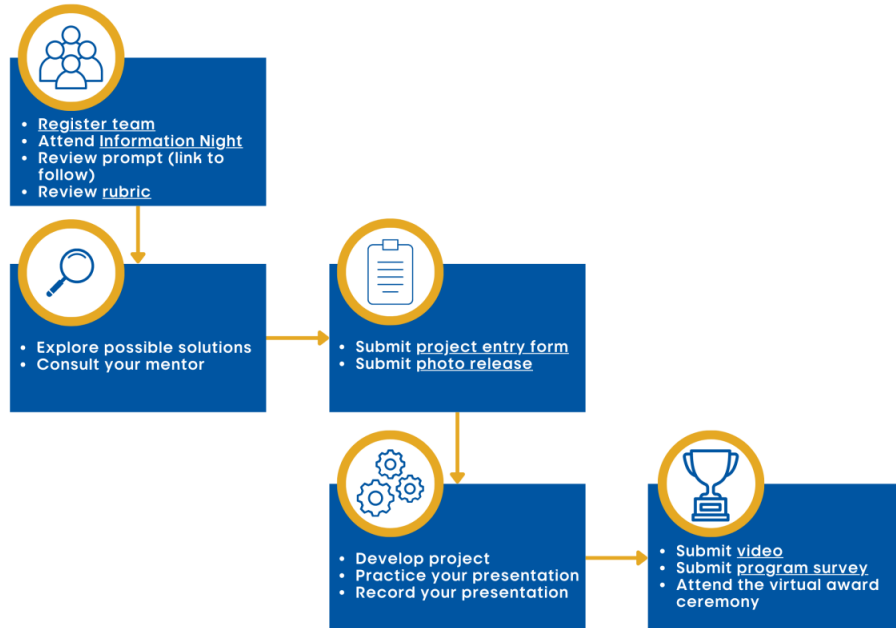 • Register team
• Attend Information Night
• Review prompt (link to
follow)
• Review rubric
• Explore possible solutions
• Consult your mentor
• Submit project entry form
• Submit photo release
• Develop project
• Practice your presentation
• Record your presentation
• Submit video
• Submit program survey
• Attend the virtual award
ceremony